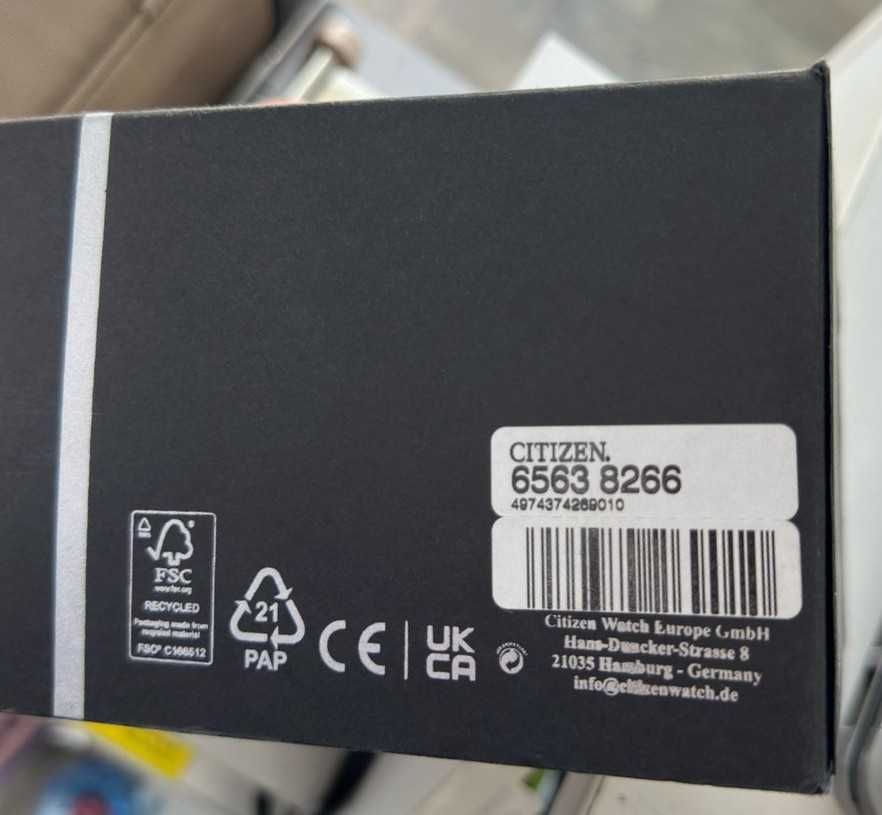 CITIZEN.
6563 8266
4974374289010
Citizen Watch Europe GmbH
Hans-Duncker-Strasse 8
21035 Hamburg - Germany
info@citizenwatch.de
FSC
www.fsc.org
RECYCLED
Packaging made from
recycled material
FSC® C166512
21
PAP
CE
UK
CA